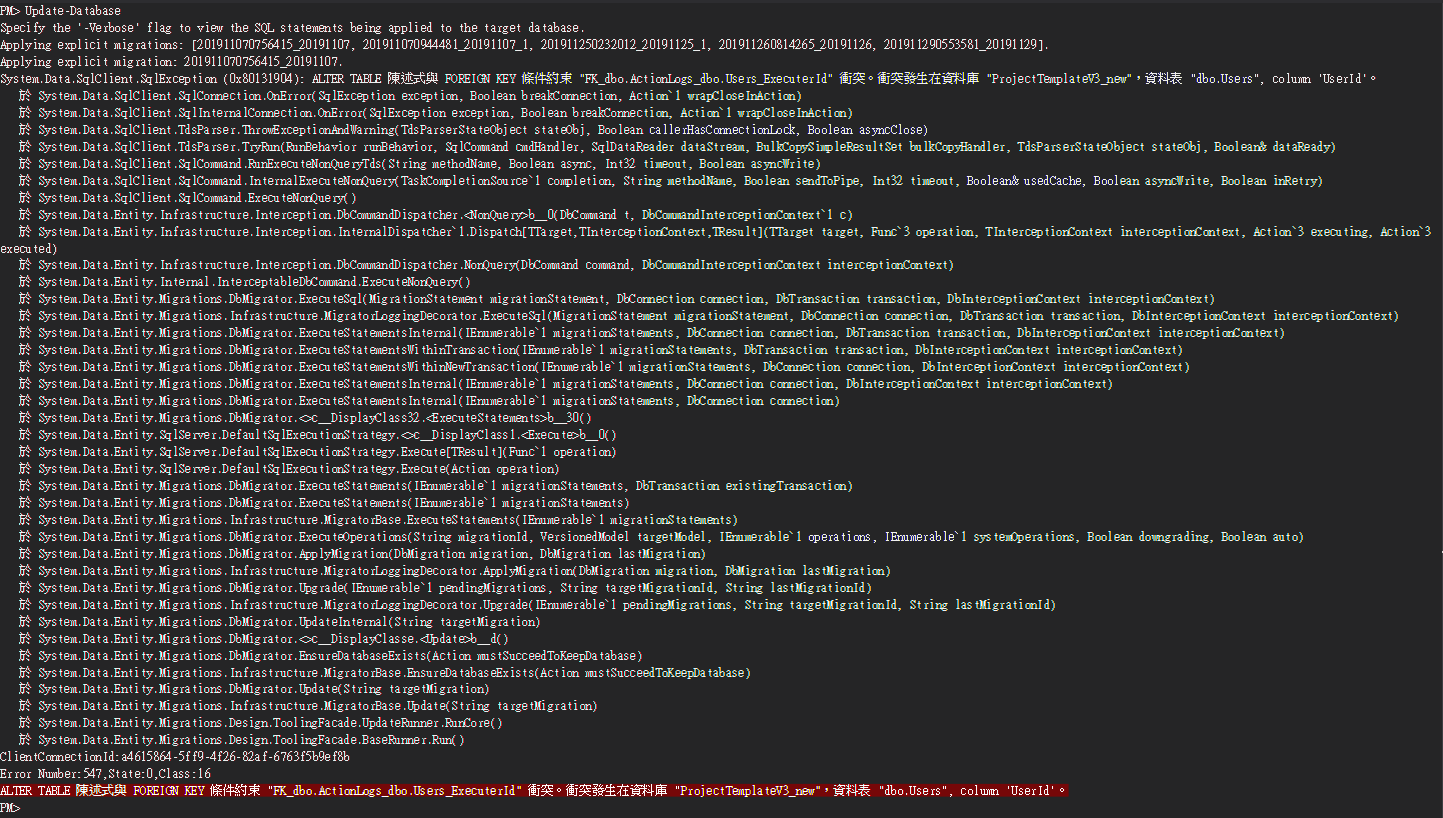 PM> Update-Database
Specify the '-Verbose' flag to view the SQL statements being applied to the target database.
Applying explicit migrations: [201911070756415_20191107, 201911070944481_20191107_1, 201911250232012_20191125_1, 201911260814265_20191126, 201911290553581_20191129].
Applying explicit migration: 201911070756415_20191107.
System.Data.SqlClient.SqlException (0x80131904): ALTER TABLE 陳述式與 FOREIGN KEY 條件約束 "FK_dbo.ActionLogs_dbo.Users_ExecuterId" 衝突。衝突發生在資料庫 "ProjectTemplateV3_new"，資料表 "dbo.Users", column 'UserId'。
於 System.Data.SqlClient.SqlConnection.OnError(SqlException exception, Boolean breakConnection, Action`1 wrapCloseInAction)
於 System.Data.SqlClient.SqlInternalConnection.OnError(SqlException exception, Boolean breakConnection, Action`1 wrapCloseInAction)
於 System.Data.SqlClient.TdsParser.ThrowExceptionAndWarning(TdsParserStateObject stateObj, Boolean callerHasConnectionLock, Boolean asyncClose)
於 System.Data.SqlClient.TdsParser.TryRun(RunBehavior runBehavior, SqlCommand cmdHandler, SqlDataReader dataStream, BulkCopySimpleResultSet bulkCopyHandler, TdsParserStateObject stateObj, Boolean& dataReady)
於 System.Data.SqlClient.SqlCommand.RunExecuteNonQueryTds(String methodName, Boolean async, Int32 timeout, Boolean asyncWrite)
於 System.Data.SqlClient.SqlCommand.InternalExecuteNonQuery(TaskCompletionSource`1 completion, String methodName, Boolean sendToPipe, Int32 timeout, Boolean& usedCache, Boolean asyncWrite, Boolean inRetry)
於 System.Data.SqlClient.SqlCommand.ExecuteNonQuery()
於 System.Data.Entity.Infrastructure.Interception.DbCommandDispatcher.<NonQuery>b__0(DbCommand t, DbCommandInterceptionContext`1 c)
於 System.Data.Entity.Infrastructure.Interception.InternalDispatcher`1.Dispatch[TTarget,TInterceptionContext,TResult](TTarget target, Func`3 operation, TInterceptionContext interceptionContext, Action`3 executing, Action`3
executed)
於 System.Data.Entity.Infrastructure.Interception.DbCommandDispatcher.NonQuery(DbCommand command, DbCommandInterceptionContext interceptionContext)
於 System.Data.Entity.Internal.InterceptableDbCommand.ExecuteNonQuery()
於 System.Data.Entity.Migrations.DbMigrator.ExecuteSql(MigrationStatement migrationStatement, DbConnection connection, DbTransaction transaction, DbInterceptionContext interceptionContext)
於 System.Data.Entity.Migrations.Infrastructure.MigratorLoggingDecorator.ExecuteSql(MigrationStatement migrationStatement, DbConnection connection, DbTransaction transaction, DbInterceptionContext interceptionContext)
於 System.Data.Entity.Migrations.DbMigrator.ExecuteStatementsInternal(IEnumerable`1 migrationStatements, DbConnection connection, DbTransaction transaction, DbInterceptionContext interceptionContext)
於 System.Data.Entity.Migrations.DbMigrator.ExecuteStatementsWithinTransaction(IEnumerable`1 migrationStatements, DbTransaction transaction, DbInterceptionContext interceptionContext)
於 System.Data.Entity.Migrations.DbMigrator.ExecuteStatementsWithinNewTransaction(IEnumerable`1 migrationStatements, DbConnection connection, DbInterceptionContext interceptionContext)
於 System.Data.Entity.Migrations.DbMigrator.ExecuteStatementsInternal(IEnumerable`1 migrationStatements, DbConnection connection, DbInterceptionContext interceptionContext)
於 System.Data.Entity.Migrations.DbMigrator.ExecuteStatementsInternal(IEnumerable`1 migrationStatements, DbConnection connection)
於 System.Data.Entity.Migrations.DbMigrator.<>c__DisplayClass32.<ExecuteStatements>b__30()
於 System.Data.Entity.SqlServer.DefaultSqlExecutionStrategy.<>c__DisplayClass1.<Execute>b__0()
於 System.Data.Entity.SqlServer.DefaultSqlExecutionStrategy.Execute[TResult](Func`1 operation)
於 System.Data.Entity.SqlServer.DefaultSqlExecutionStrategy.Execute(Action operation)
於 System.Data.Entity.Migrations.DbMigrator.ExecuteStatements(IEnumerable`1 migrationStatements, DbTransaction existingTransaction)
於 System.Data.Entity.Migrations.DbMigrator.ExecuteStatements(IEnumerable`1 migrationStatements)
於 System.Data.Entity.Migrations.Infrastructure.MigratorBase.ExecuteStatements(IEnumerable`1 migrationStatements)
於 System.Data.Entity.Migrations.DbMigrator.ExecuteOperations(String migrationId, VersionedModel targetModel, IEnumerable`1 operations, IEnumerable`1 systemOperations, Boolean downgrading, Boolean auto)
於 System.Data.Entity.Migrations.DbMigrator.ApplyMigration(DbMigration migration, DbMigration lastMigration)
於 System.Data.Entity.Migrations.Infrastructure.MigratorLoggingDecorator.ApplyMigration(DbMigration migration, DbMigration lastMigration)
於 System.Data.Entity.Migrations.DbMigrator.Upgrade(IEnumerable`1 pendingMigrations, String targetMigrationId, String lastMigrationId)
於 System.Data.Entity.Migrations.Infrastructure.MigratorLoggingDecorator.Upgrade(IEnumerable`1 pendingMigrations, String targetMigrationId, String lastMigrationId)
於 System.Data.Entity.Migrations.DbMigrator.UpdateInternal(String targetMigration)
於 System.Data.Entity.Migrations.DbMigrator.<>c__DisplayClasse.<Update>b__d()
於 System.Data.Entity.Migrations.DbMigrator.EnsureDatabaseExists(Action mustSucceedToKeepDatabase)
於 System.Data.Entity.Migrations.Infrastructure.MigratorBase.EnsureDatabaseExists(Action mustSucceedToKeepDatabase)
於 System.Data.Entity.Migrations.DbMigrator.Update(String targetMigration)
於 System.Data.Entity.Migrations.Infrastructure.MigratorBase.Update(String targetMigration)
於 System.Data.Entity.Migrations.Design.ToolingFacade.UpdateRunner.RunCore()
於 System.Data.Entity.Migrations.Design.ToolingFacade.BaseRunner.Run()
ClientConnectionId:a4615864-5ff9-4f26-82af-6763f5b9ef8b
Error Number:547,State:0,Class:16
ALTER TABLE 陳述式與 FOREIGN KEY 條件約束 "FK_dbo.ActionLogs_dbo.Users_ExecuterId" 衝突。衝突發生在資料庫 "ProjectTemplateV3_new"，資料表 "dbo.Users", column 'UserId'。
PM>